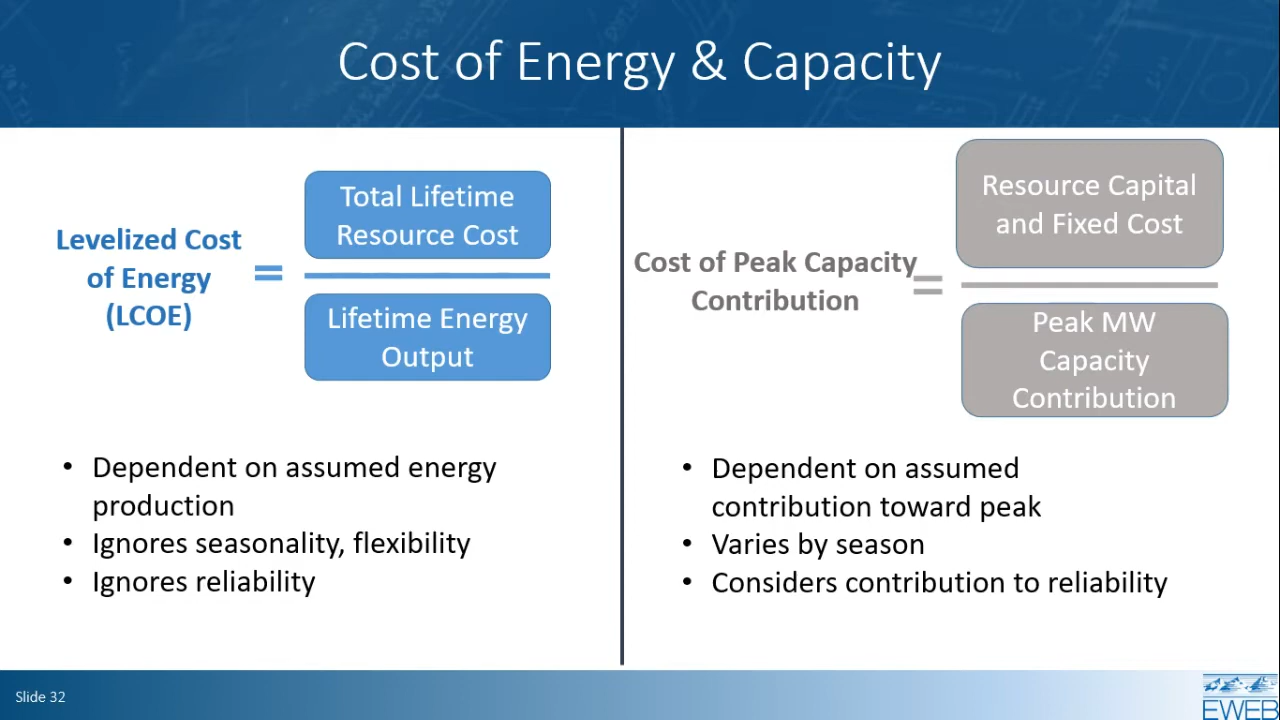 Cost of Energy & Capacity
Levelized Cost
of Energy
(LCOE)
=
Total Lifetime
Resource Cost
Lifetime Energy
Output
• Dependent on assumed energy
production
• Ignores seasonality, flexibility
• Ignores reliability
Cost of Peak Capacity
Contribution
=
Resource Capital
and Fixed Cost
Peak MW
Capacity
Contribution
• Dependent on assumed
contribution toward peak
• Varies by season
• Considers contribution to reliability
Slide 32
EWEB